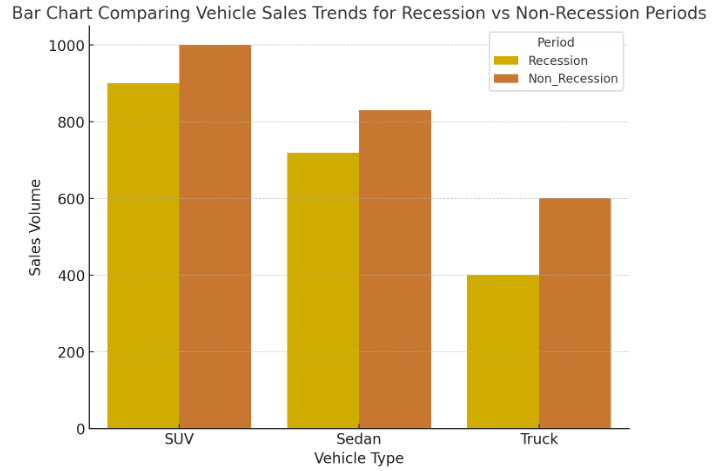 Bar Chart Comparing Vehicle Sales Trends for Recession vs Non-Recession Periods
Period
Recession
Non_Recession
1000
800
600
400
200
0
Sales Volume
SUV
Sedan
Truck
Vehicle Type